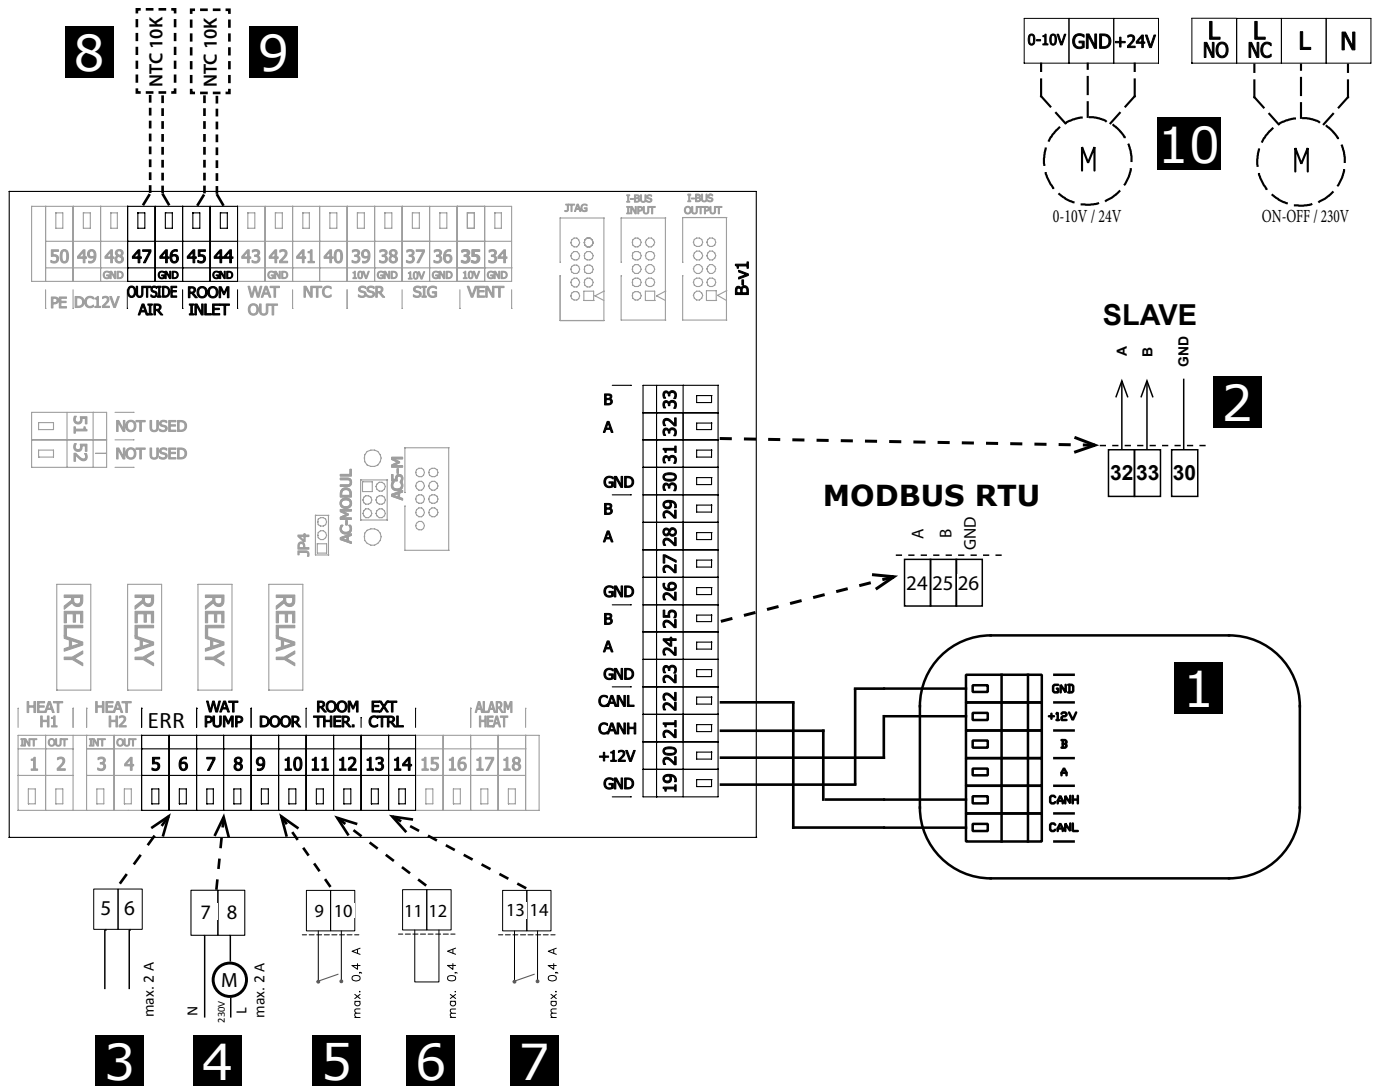 8
NTC 10K
NTC 10K
9
0-10V GND +24V
L NO L NC L N
M
10
M
0-10V / 24V
ON-OFF / 230V
JTAG
I-BUS INPUT
I-BUS OUTPUT
B-v1
50 49 48 47 46 45 44 43 42 41 40 39 38 37 36 35 34
GND GND GND GND 10V GND 10V GND 10V GND
PE DC12V OUTSIDE AIR ROOM INLET WAT OUT NTC SSR SIG VENT
51 NOT USED
52 NOT USED
JP4
AC-MODUL
AC5-M
RELAY
RELAY
RELAY
RELAY
B 33
A 32
31
GND 30
B 29
A 28
27
GND 26
B 25
A 24
GND 23
CANL 22
CANH 21
+12V 20
GND 19
SLAVE
A B GND
32 33 30
2
MODBUS RTU
A B GND
24 25 26
1
GND
+12V
B
A
CANH
CANL
HEAT H1 HEAT H2 ERR WAT PUMP DOOR ROOM THER. EXT CTRL ALARM HEAT
INT OUT INT OUT
1 2 3 4 5 6 7 8 9 10 11 12 13 14 15 16 17 18
5 6
max. 2 A
3
7 8
M
N 230V L
max. 2 A
4
9 10
max. 0,4 A
5
11 12
max. 0,4 A
6
13 14
max. 0,4 A
7